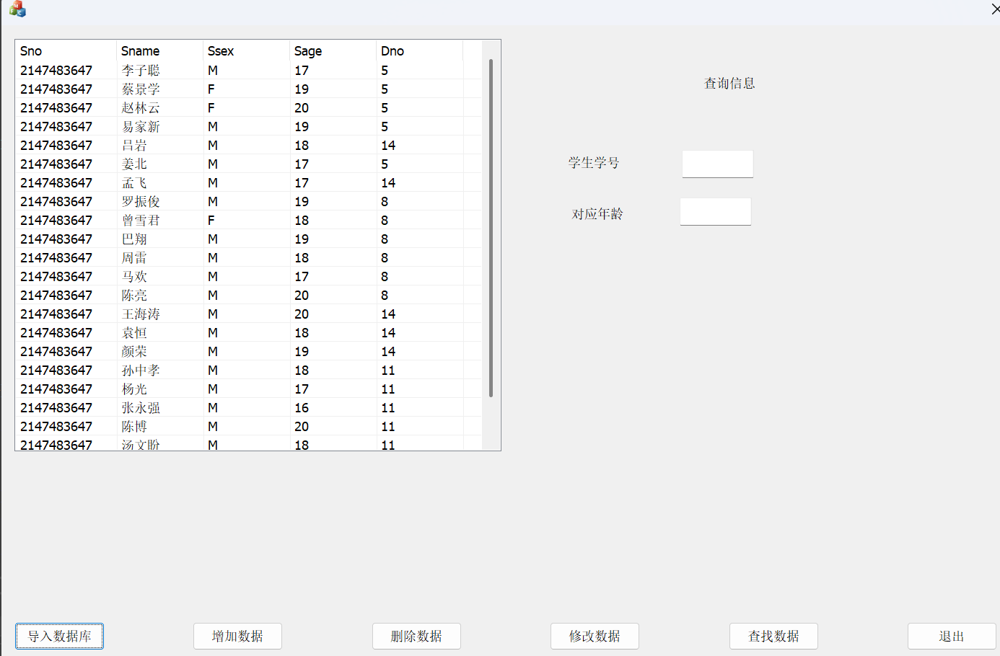 Sno Sname Ssex Sage Dno
2147483647 李子聪 M 17 5
2147483647 蔡景学 F 19 5
2147483647 赵林云 F 20 5
2147483647 易家新 M 19 5
2147483647 吕岩 M 18 14
2147483647 姜北 M 17 5
2147483647 孟飞 M 17 14
2147483647 罗振俊 M 19 8
2147483647 曾雪君 F 18 8
2147483647 巴翔 M 19 8
2147483647 周雷 M 18 8
2147483647 马欢 M 17 8
2147483647 陈亮 M 20 8
2147483647 王海涛 M 20 14
2147483647 袁恒 M 18 14
2147483647 颜荣 M 19 14
2147483647 孙中孝 M 18 11
2147483647 杨光 M 17 11
2147483647 张永强 M 16 11
2147483647 陈博 M 20 11
2147483647 汤文盼 M 18 11
查询信息
学生学号
对应年龄
导入数据库 增加数据 删除数据 修改数据 查找数据 退出